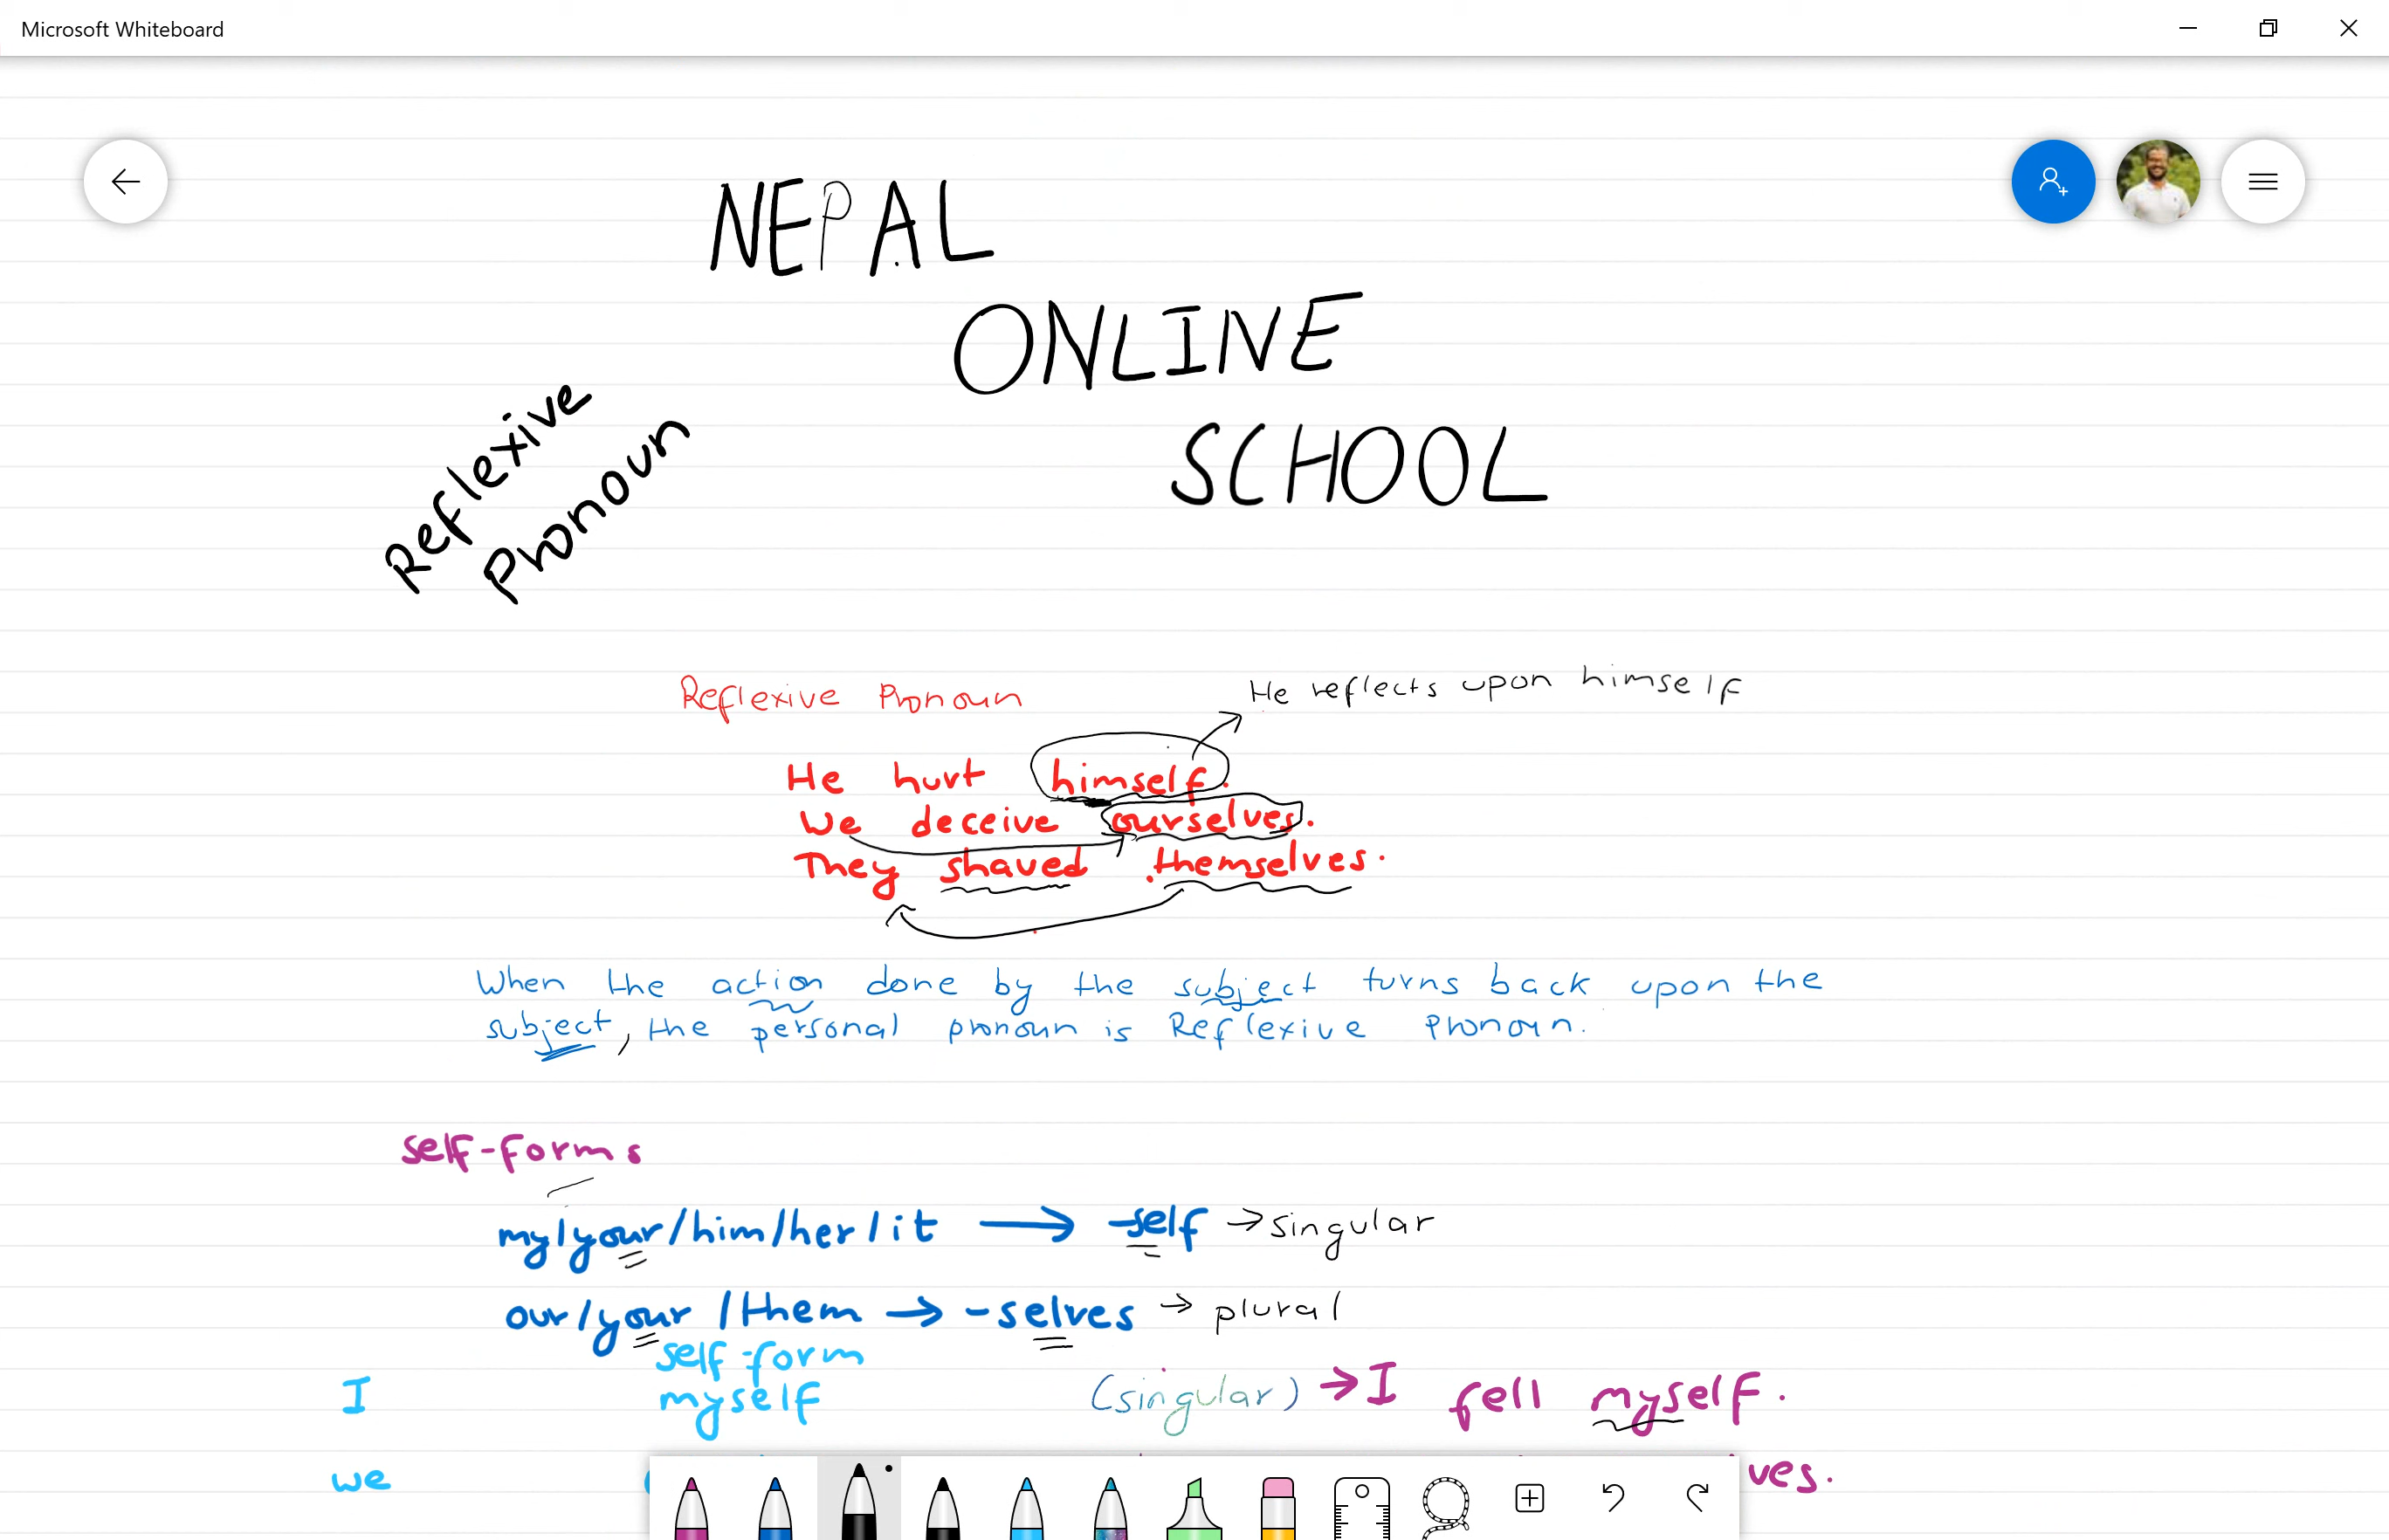 Microsoft Whiteboard
NEPAL
ONLINE
SCHOOL
Reflexive
Pronoun
Reflexive Pronoun
He reflects upon himself
He hurt himself.
We deceive ourselves.
They shaved themselves.
When the action done by the subject turns back upon the
subject, the personal pronoun is Reflexive Pronoun.
self-forms
my/your/him/her/it → -self → singular
our/your/them → -selves → plural
self-form
I myself (singular) → I fell myself.
we ves.